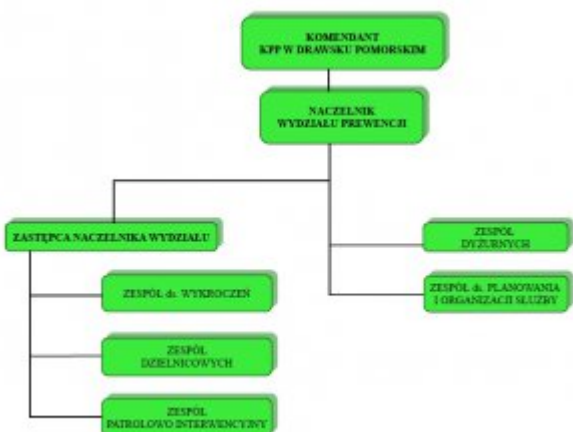 KOMENDANT
KPP W DRAWSKU POMORSKIM
NACZELNIK
WYDZIAŁU PREWENCJI
ZASTĘPCA NACZELNIKA WYDZIAŁU
ZESPÓŁ
DYŻURNYCH
ZESPÓŁ ds. WYKROCZEŃ
ZESPÓŁ ds. PLANOWANIA
I ORGANIZACJI SŁUŻBY
ZESPÓŁ
DZIELNICOWYCH
ZESPÓŁ
PATROLOWO INTERWENCYJNY